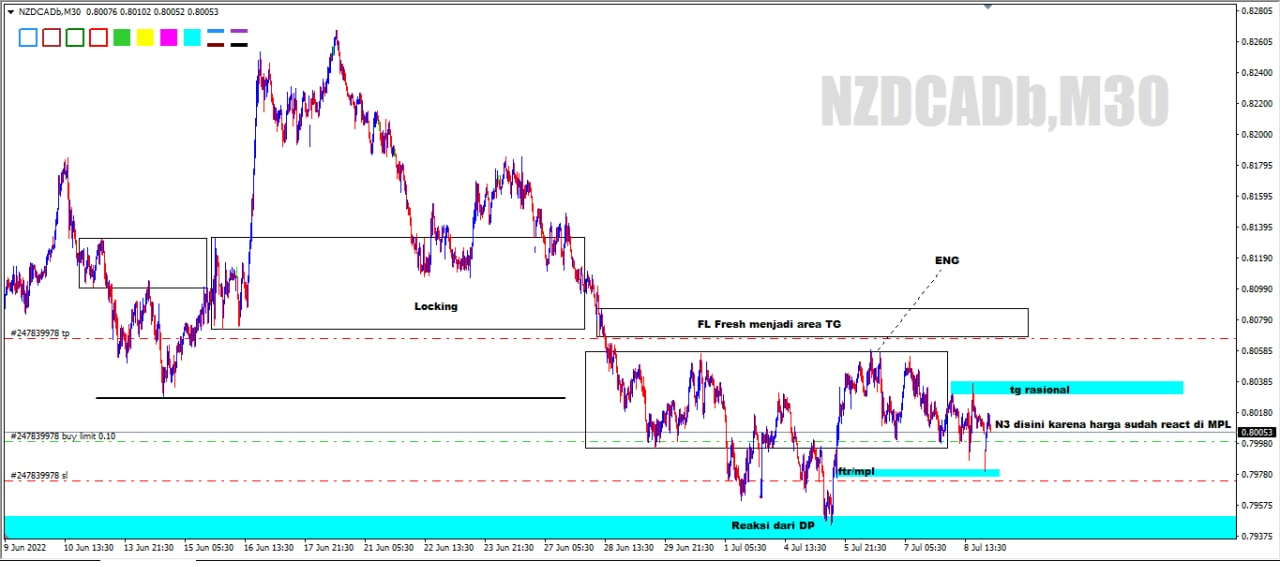 NZDCADb,M30 0.80076 0.80102 0.80052 0.80053
NZDCADb,M30
ENG
Locking
FL Fresh menjadi area TG
#247839978 tp
tg rasional
N3 disini karena harga sudah react di MPL
#247839978 buy limit 0.10
ftr/mpl
#247839978 sl
Reaksi dari DP
0.82805
0.82605
0.82400
0.82200
0.82000
0.81795
0.81595
0.81395
0.81190
0.80990
0.80790
0.80585
0.80385
0.80180
0.80053
0.79980
0.79780
0.79575
0.79375
9 Jun 2022 10 Jun 13:30 13 Jun 21:30 15 Jun 05:30 16 Jun 13:30 17 Jun 21:30 21 Jun 05:30 22 Jun 13:30 23 Jun 21:30 27 Jun 05:30 28 Jun 13:30 29 Jun 21:30 1 Jul 05:30 4 Jul 13:30 5 Jul 21:30 7 Jul 05:30 8 Jul 13:30